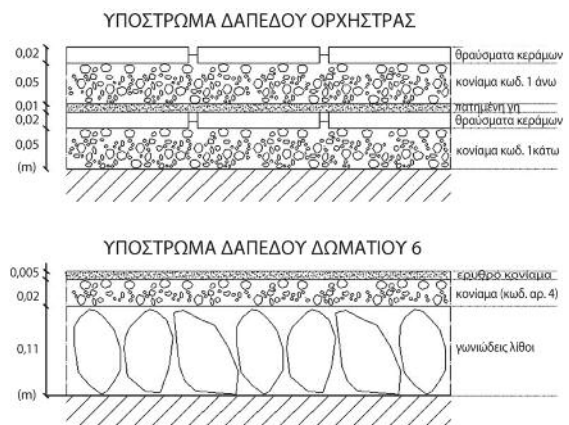 ΥΠΟΣΤΡΩΜΑ ΔΑΠΕΔΟΥ ΟΡΧΗΣΤΡΑΣ
0,02 θραύσματα κεράμων
0,05 κονίαμα κωδ. 1 άνω
0,01 πατημένη γη
0,02 θραύσματα κεράμων
0,05 κονίαμα κωδ. 1κάτω
(m)
ΥΠΟΣΤΡΩΜΑ ΔΑΠΕΔΟΥ ΔΩΜΑΤΙΟΥ 6
0,005 ερυθρό κονίαμα
0,02 κονίαμα (κωδ. αρ. 4)
0,11 γωνιώδεις λίθοι
(m)